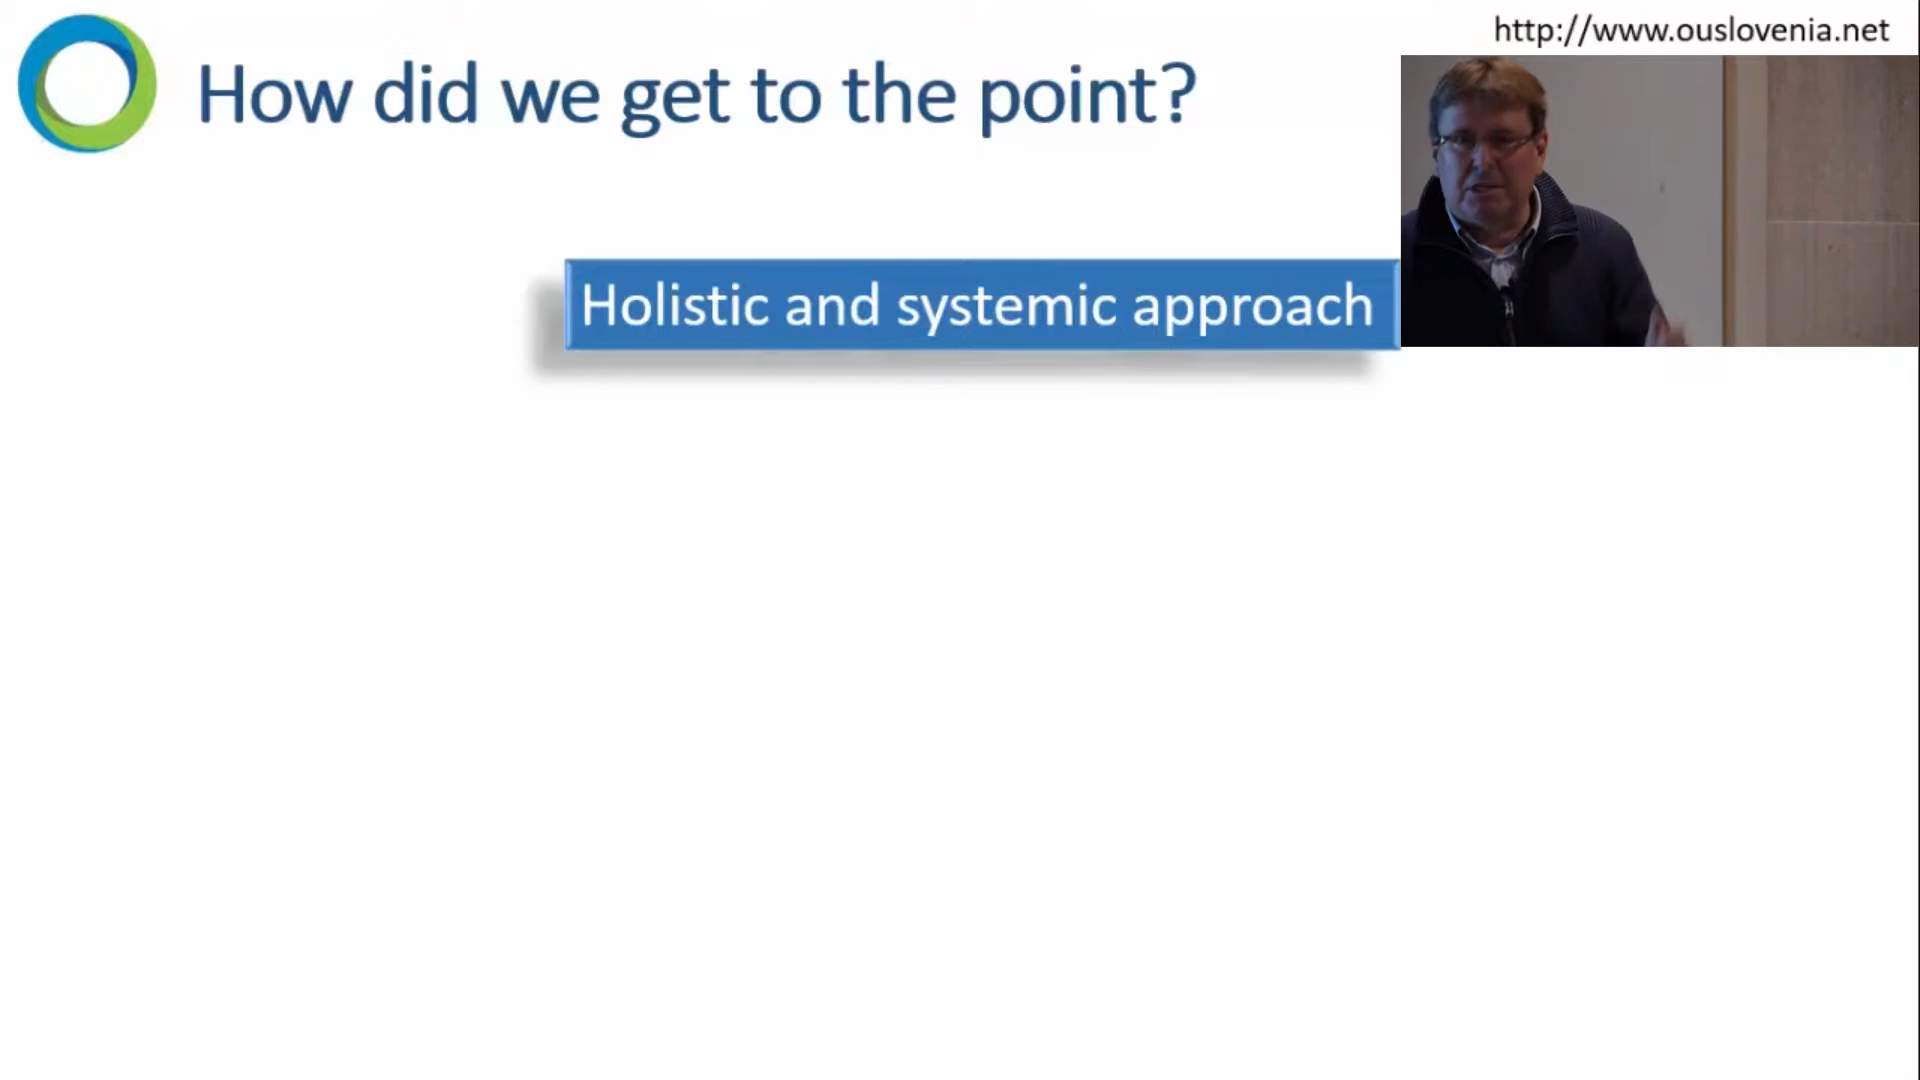 http://www.ouslovenia.net
How did we get to the point?
Holistic and systemic approach